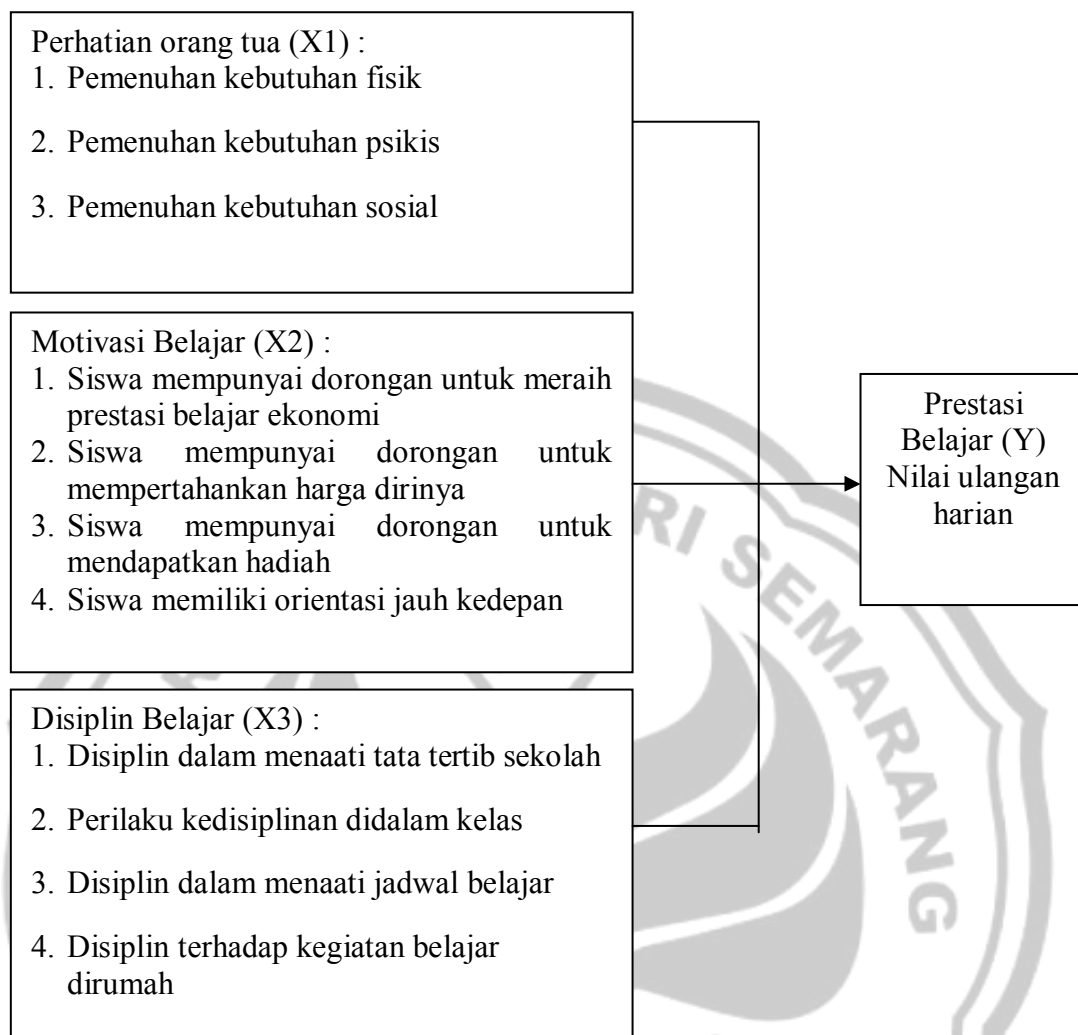 Perhatian orang tua (X1) :
1. Pemenuhan kebutuhan fisik
2. Pemenuhan kebutuhan psikis
3. Pemenuhan kebutuhan sosial
Motivasi Belajar (X2) :
1. Siswa mempunyai dorongan untuk meraih
prestasi belajar ekonomi
2. Siswa mempunyai dorongan untuk
mempertahankan harga dirinya
3. Siswa mempunyai dorongan untuk
mendapatkan hadiah
4. Siswa memiliki orientasi jauh kedepan
Disiplin Belajar (X3) :
1. Disiplin dalam menaati tata tertib sekolah
2. Perilaku kedisiplinan didalam kelas
3. Disiplin dalam menaati jadwal belajar
4. Disiplin terhadap kegiatan belajar
dirumah
Prestasi
Belajar (Y)
Nilai ulangan
harian
SEMARANG